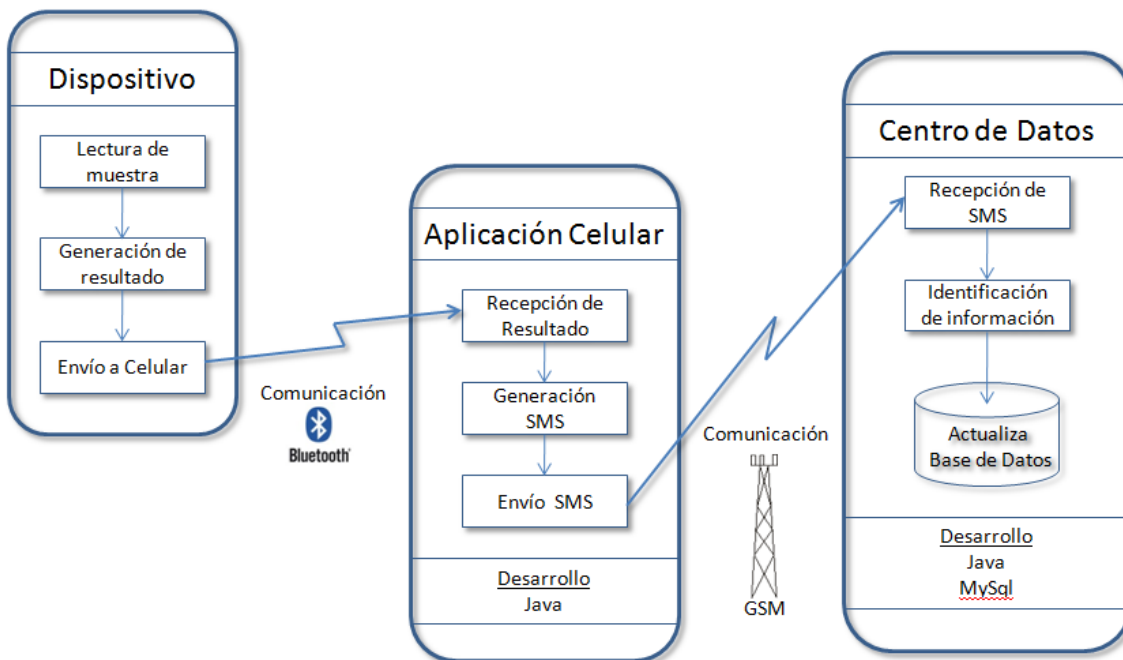 Dispositivo
Lectura de
muestra
Generación de
resultado
Envío a Celular
Comunicación
Bluetooth
Aplicación Celular
Recepción de
Resultado
Generación
SMS
Envío SMS
Desarrollo
Java
Comunicación
GSM
Centro de Datos
Recepción de
SMS
Identificación
de información
Actualiza
Base de Datos
Desarrollo
Java
MySql